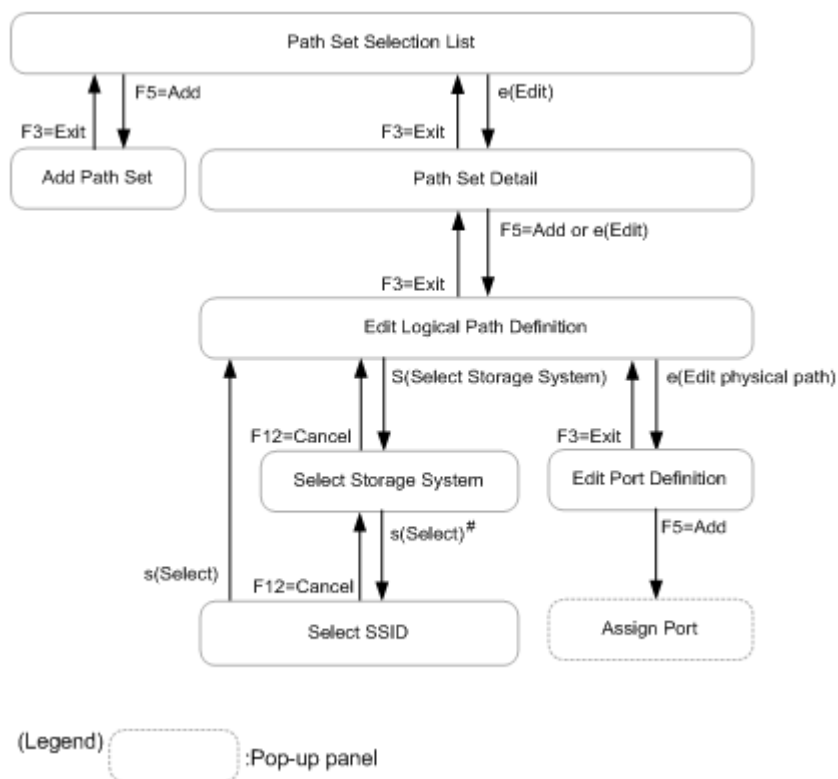 Path Set Selection List
F5=Add
e(Edit)
F3=Exit
F3=Exit
Add Path Set
Path Set Detail
F5=Add or e(Edit)
F3=Exit
Edit Logical Path Definition
S(Select Storage System)
e(Edit physical path)
F12=Cancel
F3=Exit
Select Storage System
Edit Port Definition
s(Select)#
F5=Add
s(Select)
F12=Cancel
Select SSID
Assign Port
(Legend)
:Pop-up panel